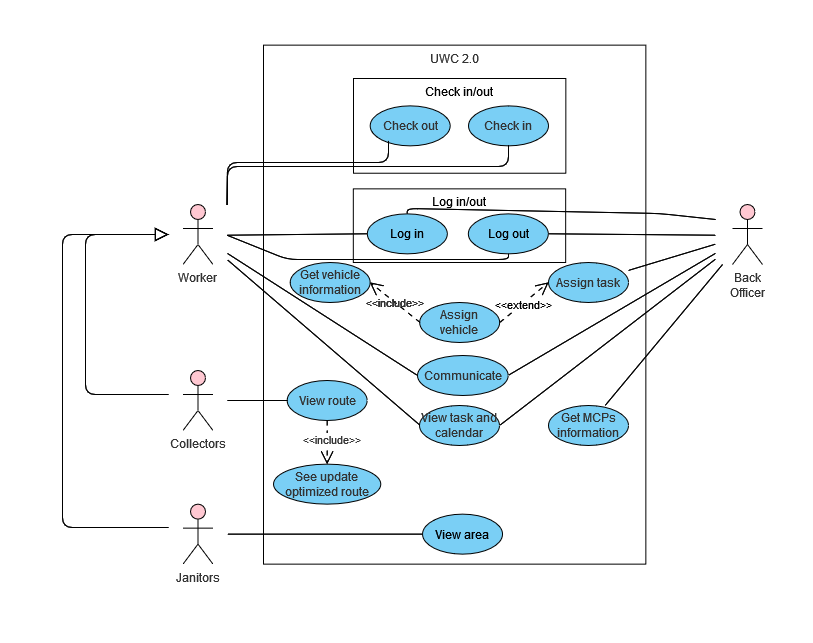 UWC 2.0
Check in/out
Check out
Check in
Log in/out
Log in
Log out
Worker
Back
Officer
Get vehicle
information
Assign task
<<include>>
<<extend>>
Assign
vehicle
Communicate
View route
View task and
calendar
Get MCPs
information
Collectors
<<include>>
See update
optimized route
View area
Janitors